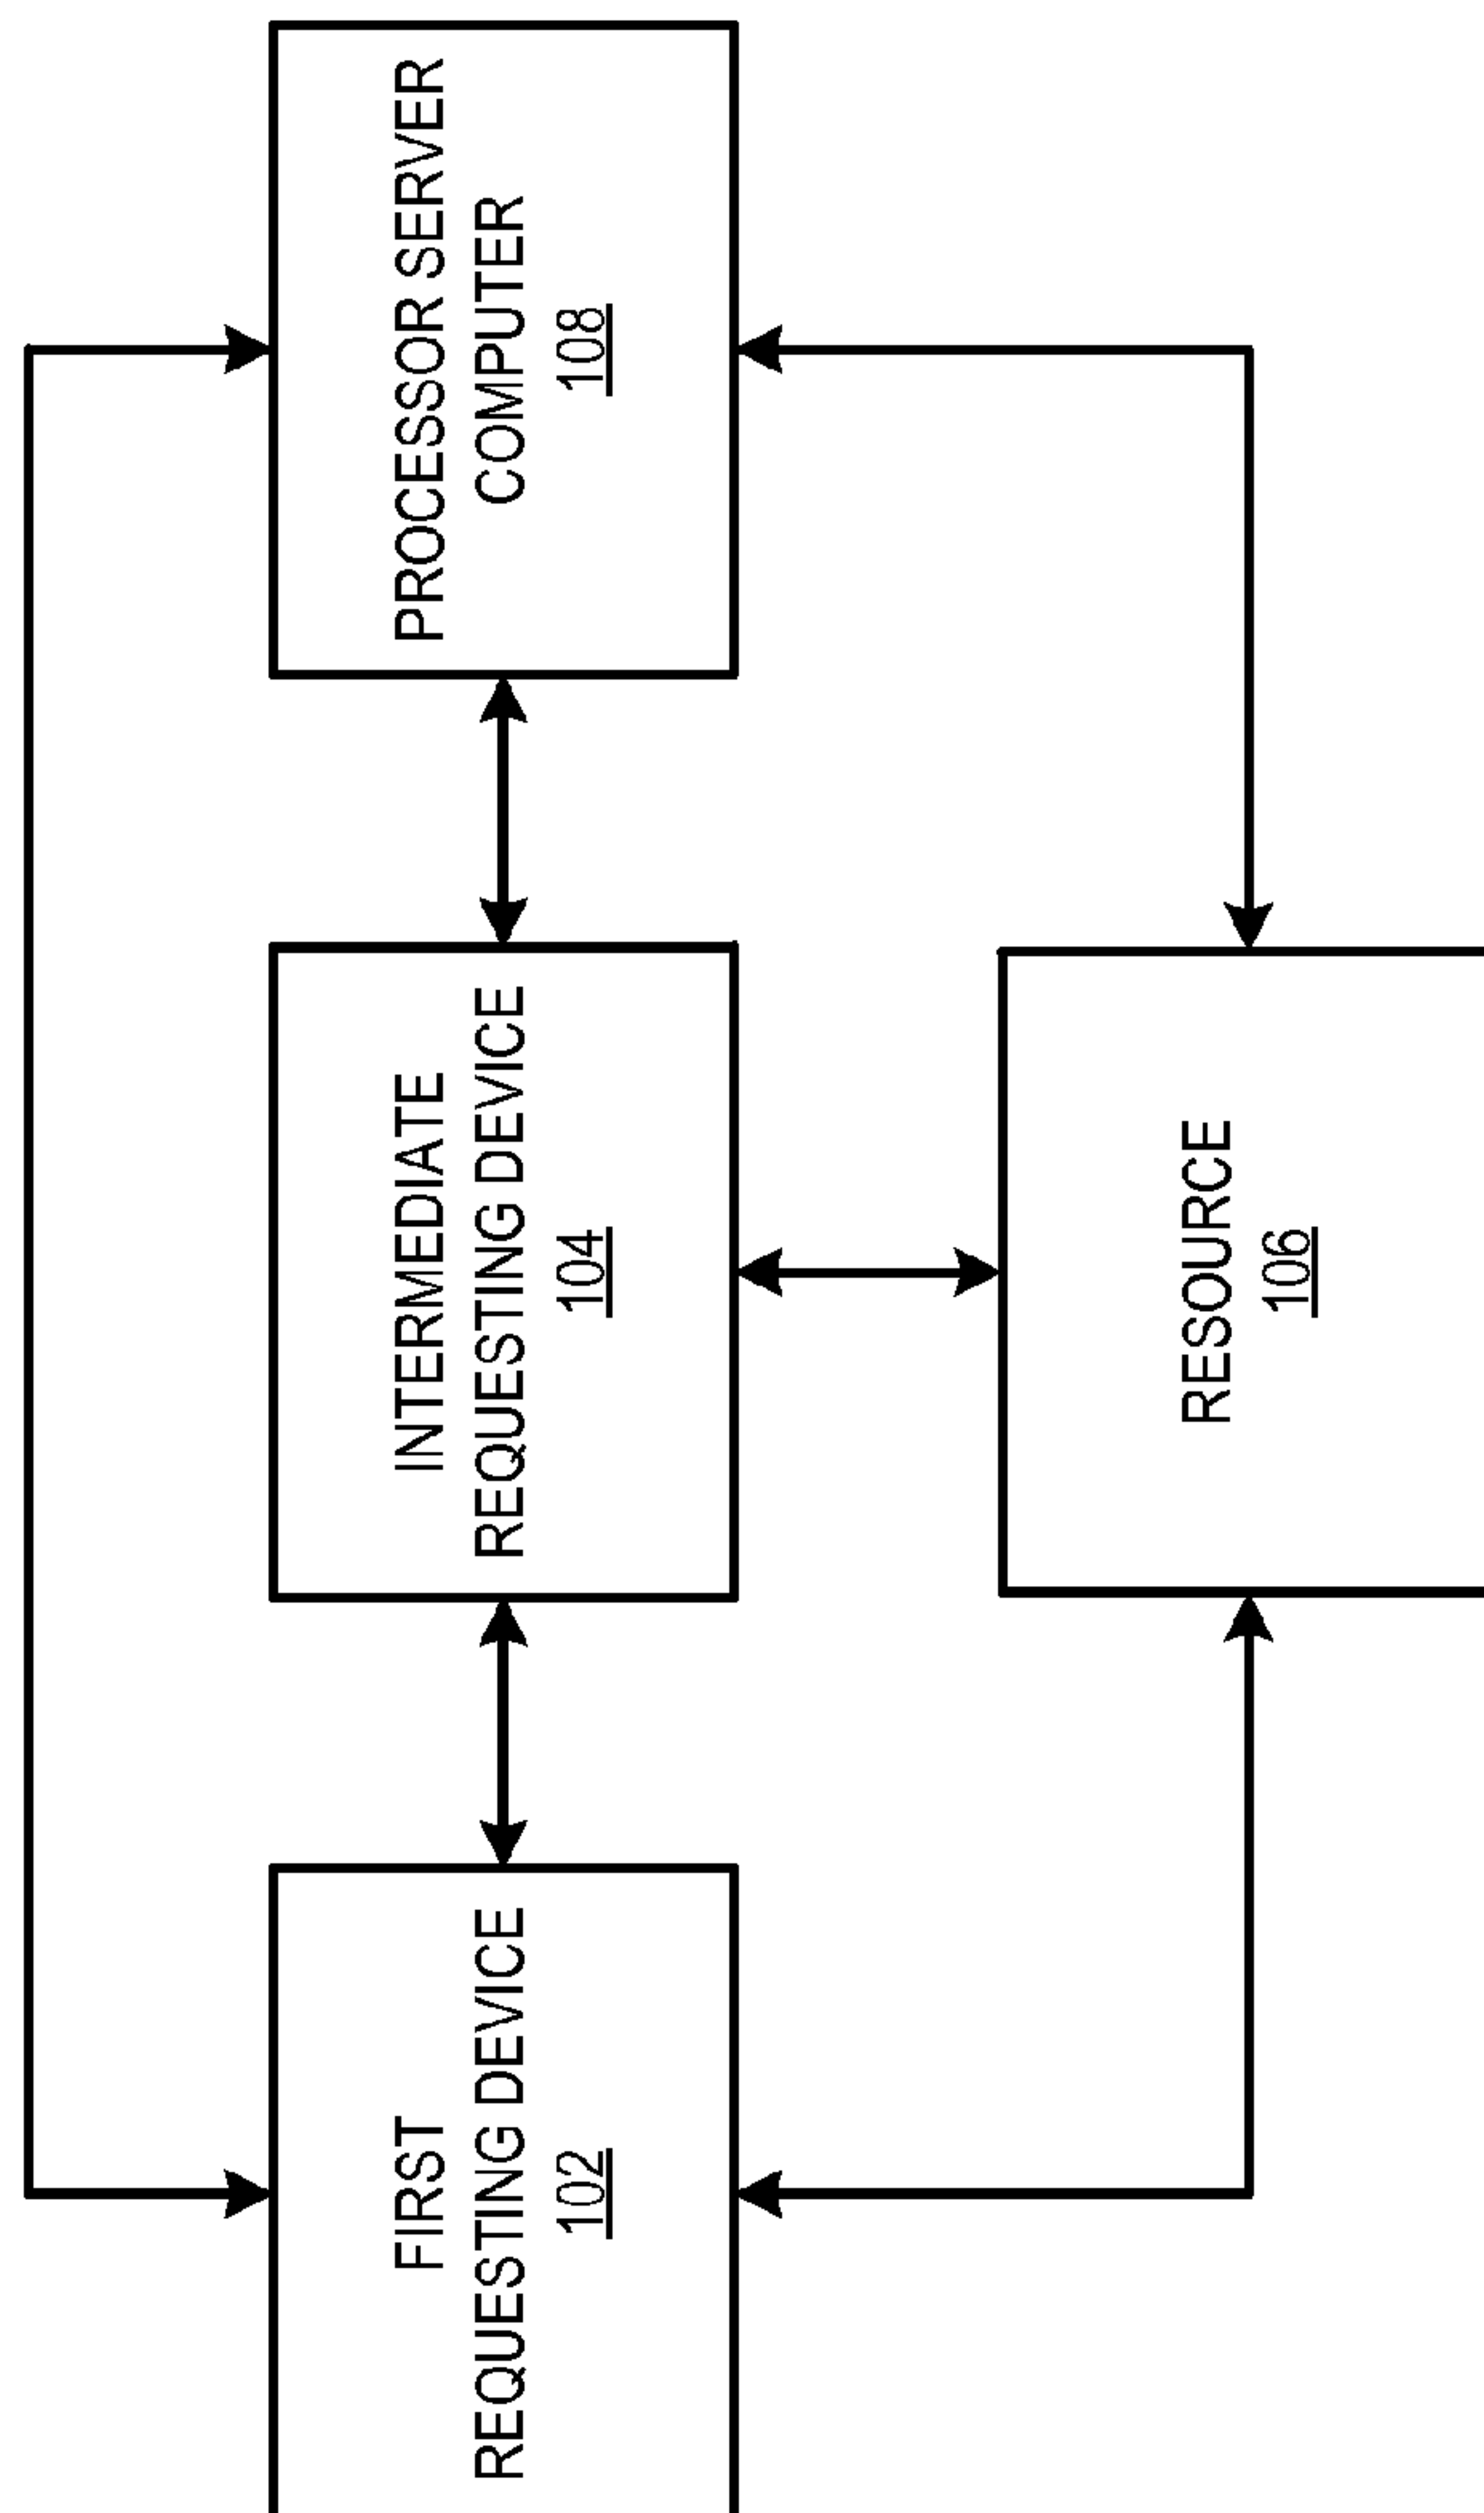 FIRST
REQUESTING DEVICE
102
INTERMEDIATE
REQUESTING DEVICE
104
PROCESSOR SERVER
COMPUTER
108
RESOURCE
106